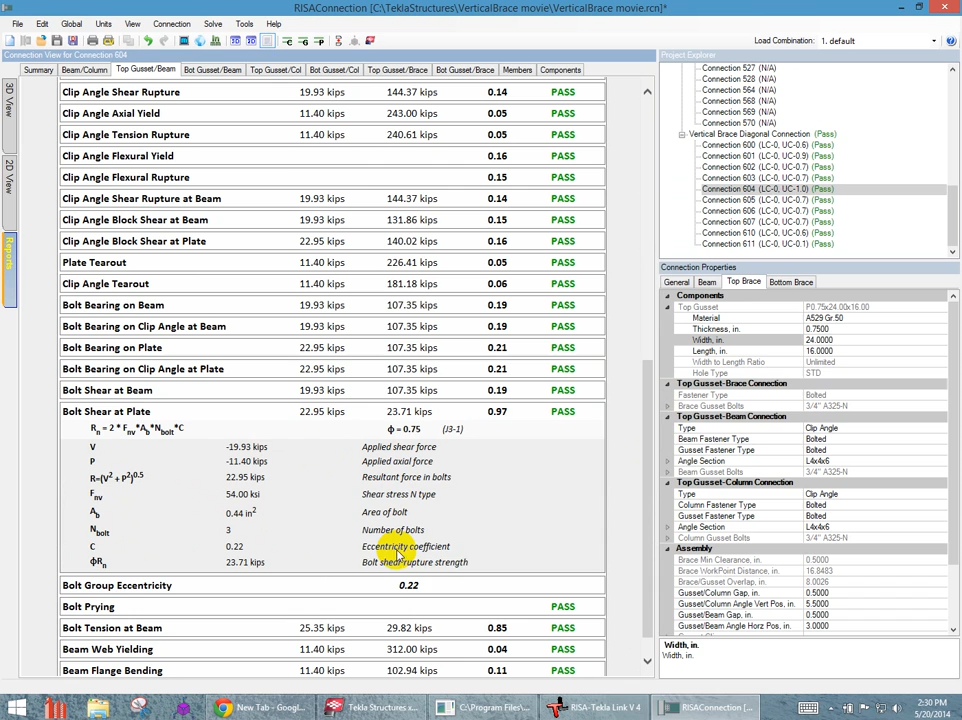 RISAConnection [C:\TeklaStructures\VerticalBrace movie\VerticalBrace movie.rcn]*
File Edit Global Units View Connection Solve Tools Help
Load Combination: 1. default
Connection View for Connection 604
Summary Beam/Column Top Gusset/Beam Bot Gusset/Beam Top Gusset/Col Bot Gusset/Col Top Gusset/Brace Bot Gusset/Brace Members Components
3D View
2D View
Reports
Clip Angle Shear Rupture 19.93 kips 144.37 kips 0.14 PASS
Clip Angle Axial Yield 11.40 kips 243.00 kips 0.05 PASS
Clip Angle Tension Rupture 11.40 kips 240.61 kips 0.05 PASS
Clip Angle Flexural Yield 0.16 PASS
Clip Angle Flexural Rupture 0.15 PASS
Clip Angle Shear Rupture at Beam 19.93 kips 144.37 kips 0.14 PASS
Clip Angle Block Shear at Beam 19.93 kips 131.86 kips 0.15 PASS
Clip Angle Block Shear at Plate 22.95 kips 140.02 kips 0.16 PASS
Plate Tearout 11.40 kips 226.41 kips 0.05 PASS
Clip Angle Tearout 11.40 kips 181.18 kips 0.06 PASS
Bolt Bearing on Beam 19.93 kips 107.35 kips 0.19 PASS
Bolt Bearing on Clip Angle at Beam 19.93 kips 107.35 kips 0.19 PASS
Bolt Bearing on Plate 22.95 kips 107.35 kips 0.21 PASS
Bolt Bearing on Clip Angle at Plate 22.95 kips 107.35 kips 0.21 PASS
Bolt Shear at Beam 19.93 kips 107.35 kips 0.19 PASS
Bolt Shear at Plate 22.95 kips 23.71 kips 0.97 PASS
Rn = 2 * Fnv*Ab*Nbolt*C ϕ = 0.75 (J3-1)
V -19.93 kips Applied shear force
P -11.40 kips Applied axial force
R=(V2 + P2)0.5 22.95 kips Resultant force in bolts
Fnv 54.00 ksi Shear stress N type
Ab 0.44 in2 Area of bolt
Nbolt 3 Number of bolts
C 0.22 Eccentricity coefficient
ϕRn 23.71 kips Bolt shear rupture strength
Bolt Group Eccentricity 0.22
Bolt Prying PASS
Bolt Tension at Beam 25.35 kips 29.82 kips 0.85 PASS
Beam Web Yielding 11.40 kips 312.00 kips 0.04 PASS
Beam Flange Bending 11.40 kips 102.94 kips 0.11 PASS
Project Explorer
Connection 527 (N/A)
Connection 528 (N/A)
Connection 564 (N/A)
Connection 568 (N/A)
Connection 569 (N/A)
Connection 570 (N/A)
Vertical Brace Diagonal Connection (Pass)
Connection 600 (LC-0, UC-0.6) (Pass)
Connection 601 (LC-0, UC-0.9) (Pass)
Connection 602 (LC-0, UC-0.7) (Pass)
Connection 603 (LC-0, UC-0.7) (Pass)
Connection 604 (LC-0, UC-1.0) (Pass)
Connection 605 (LC-0, UC-0.7) (Pass)
Connection 606 (LC-0, UC-0.7) (Pass)
Connection 607 (LC-0, UC-0.7) (Pass)
Connection 610 (LC-0, UC-0.6) (Pass)
Connection 611 (LC-0, UC-0.1) (Pass)
Connection Properties
General Beam Top Brace Bottom Brace
Components
Top Gusset P0.75x24.00x16.00
Material A529 Gr.50
Thickness, in. 0.7500
Width, in. 24.0000
Length, in. 16.0000
Width to Length Ratio Unlimited
Hole Type STD
Top Gusset-Brace Connection
Fastener Type Bolted
Brace Gusset Bolts 3/4" A325-N
Top Gusset-Beam Connection
Type Clip Angle
Beam Fastener Type Bolted
Gusset Fastener Type Bolted
Angle Section L4x4x6
Beam Gusset Bolts 3/4" A325-N
Top Gusset-Column Connection
Type Clip Angle
Column Fastener Type Bolted
Gusset Fastener Type Bolted
Angle Section L4x4x6
Column Gusset Bolts 3/4" A325-N
Assembly
Brace Min Clearance, in. 0.5000
Brace WorkPoint Distance, in. 16.8483
Brace/Gusset Overlap. in. 8.0026
Gusset/Column Gap, in. 0.5000
Gusset/Column Angle Vert Pos, in. 5.5000
Gusset/Beam Gap, in. 0.5000
Gusset/Beam Angle Horz Pos, in. 3.0000
Width, in.
Width, in.
New Tab - Google... Tekla Structures x... C:\Program Files\... RISA-Tekla Link V 4 RISAConnection [...
2:30 PM
5/20/2014